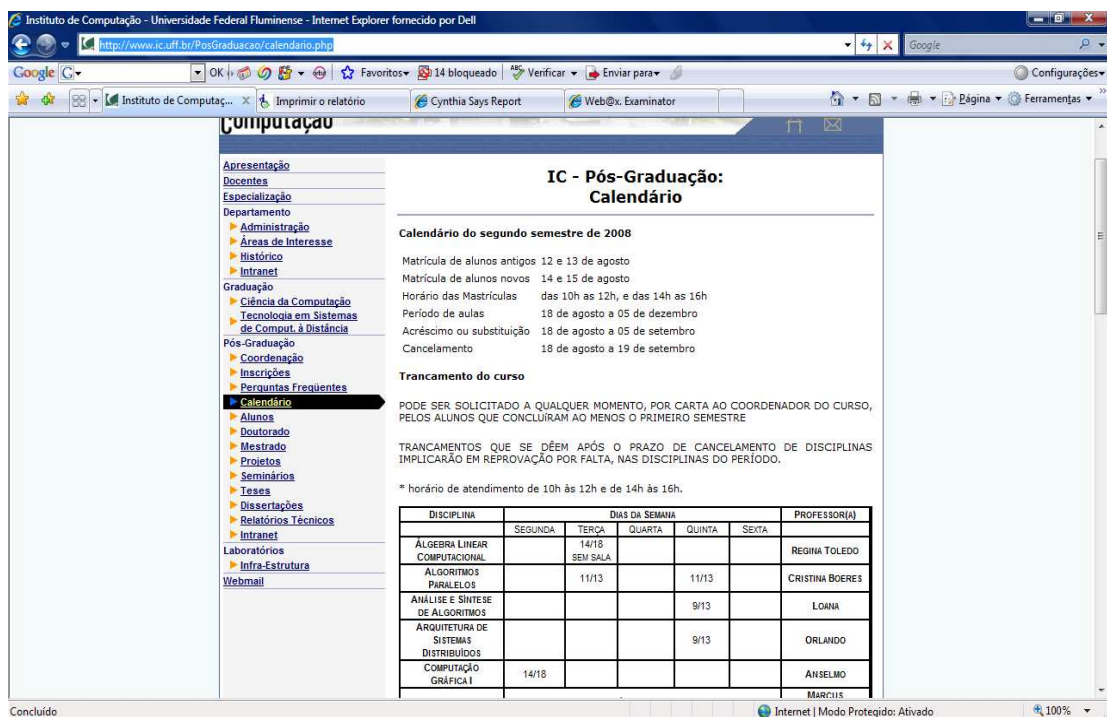 Instituto de Computação - Universidade Federal Fluminense - Internet Explorer fornecido por Dell
http://www.ic.uff.br/PosGraduacao/calendario.php
Google
Google
OK
Favoritos
14 bloqueado
Verificar
Enviar para
Configurações
Instituto de Computaç...
Imprimir o relatório
Cynthia Says Report
Web@x. Examinator
Página
Ferramentas
Computação
Apresentação
Docentes
Especialização
Departamento
Administração
Áreas de Interesse
Histórico
Intranet
Graduação
Ciência da Computação
Tecnologia em Sistemas
de Comput. à Distância
Pós-Graduação
Coordenação
Inscrições
Perguntas Freqüentes
Calendário
Alunos
Doutorado
Mestrado
Projetos
Seminários
Teses
Dissertações
Relatórios Técnicos
Intranet
Laboratórios
Infra-Estrutura
Webmail
IC - Pós-Graduação:
Calendário
Calendário do segundo semestre de 2008
Matrícula de alunos antigos 12 e 13 de agosto
Matrícula de alunos novos 14 e 15 de agosto
Horário das Mastrículas das 10h as 12h, e das 14h as 16h
Período de aulas 18 de agosto a 05 de dezembro
Acréscimo ou substituição 18 de agosto a 05 de setembro
Cancelamento 18 de agosto a 19 de setembro
Trancamento do curso
PODE SER SOLICITADO A QUALQUER MOMENTO, POR CARTA AO COORDENADOR DO CURSO,
PELOS ALUNOS QUE CONCLUíRAM AO MENOS O PRIMEIRO SEMESTRE
TRANCAMENTOS QUE SE DÊEM APÓS O PRAZO DE CANCELAMENTO DE DISCIPLINAS
IMPLICARÃO EM REPROVAÇÃO POR FALTA, NAS DISCIPLINAS DO PERÍODO.
* horário de atendimento de 10h às 12h e de 14h às 16h.
DISCIPLINA DIAS DA SEMANA PROFESSOR(A)
SEGUNDA TERÇA QUARTA QUINTA SEXTA
ÁLGEBRA LINEAR
COMPUTACIONAL
14/18
SEM SALA
REGINA TOLEDO
ALGORITMOS
PARALELOS
11/13 11/13 CRISTINA BOERES
ANÁLISE E SÍNTESE
DE ALGORITMOS
9/13 LOANA
ARQUITETURA DE
SISTEMAS
DISTRIBUÍDOS
9/13 ORLANDO
COMPUTAÇÃO
GRÁFICA I
14/18 ANSELMO
MARCUS
Concluído
Internet | Modo Protegido: Ativado
100%